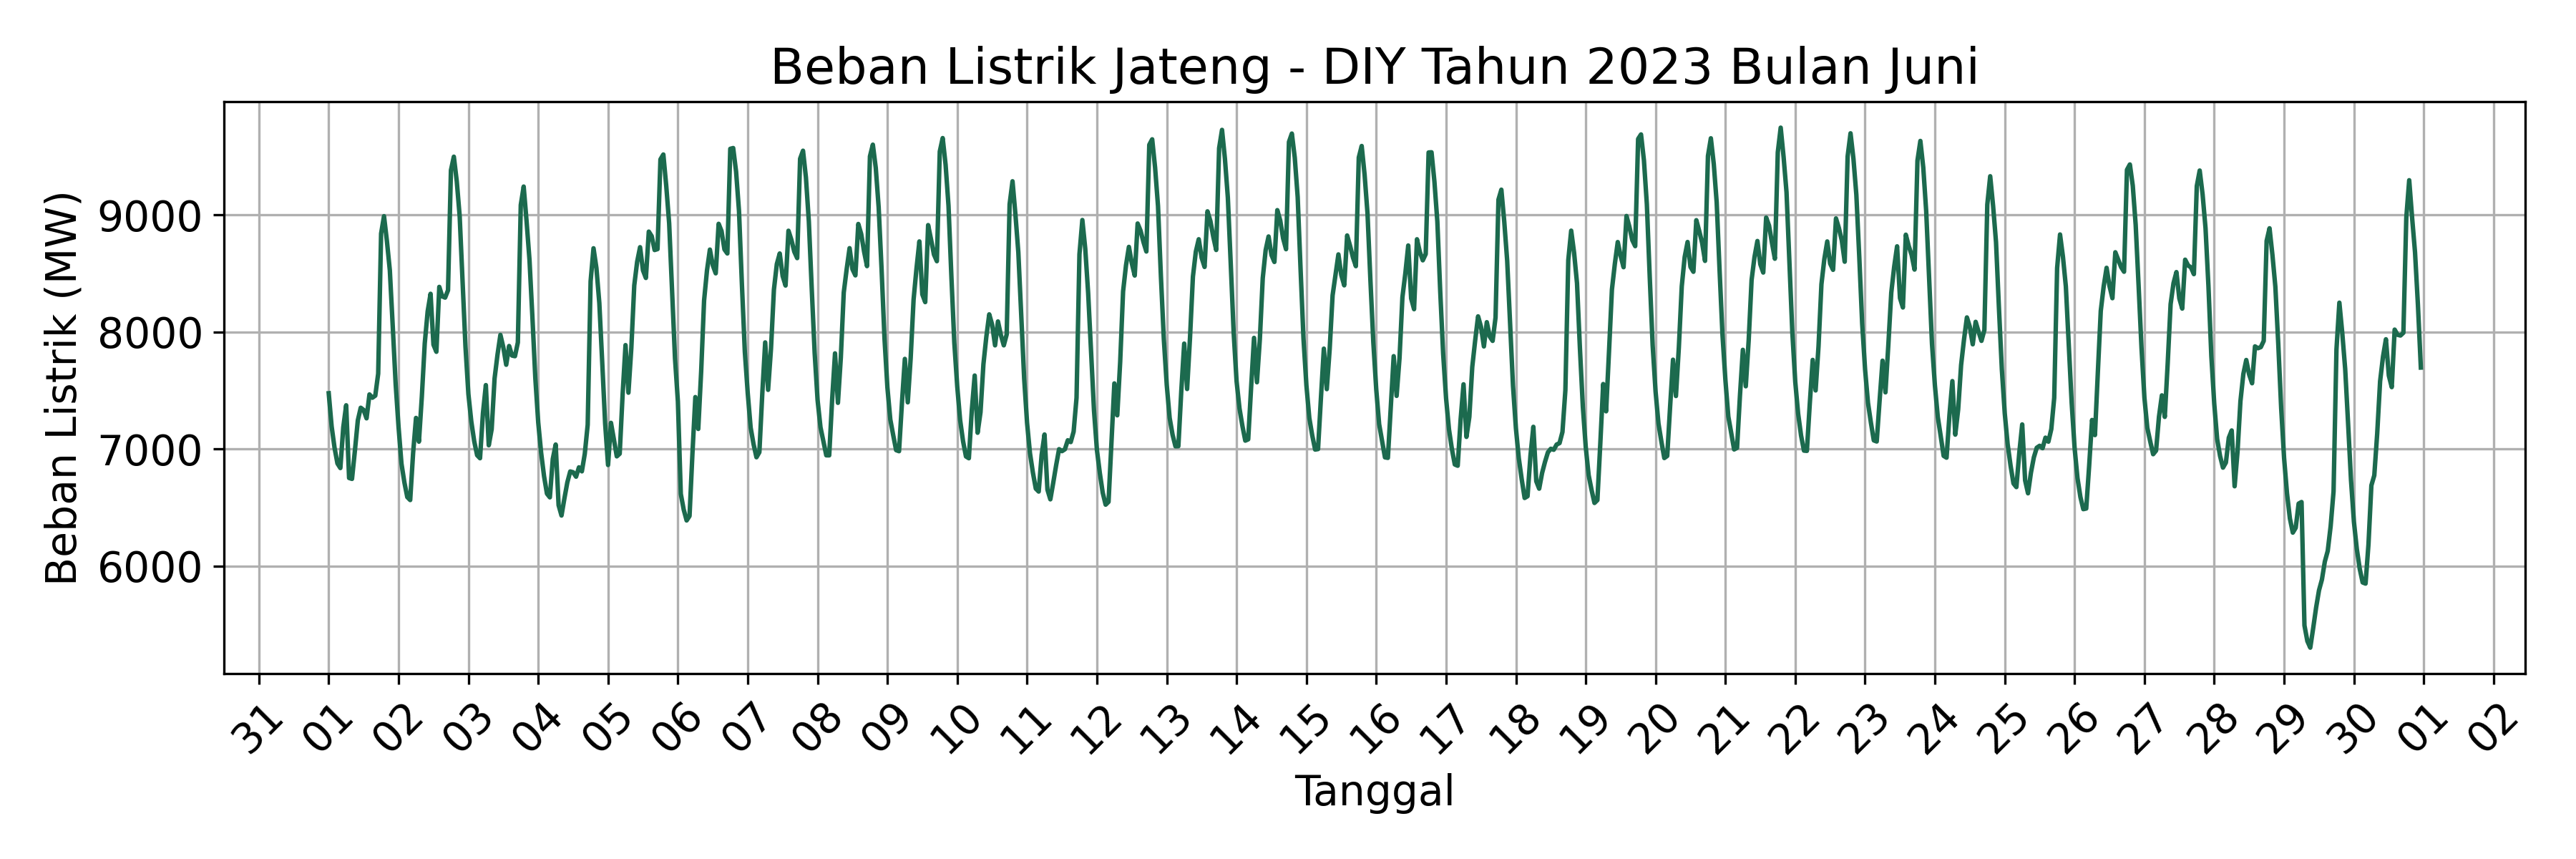 Beban Listrik Jateng - DIY Tahun 2023 Bulan Juni
Beban Listrik (MW)
9000
8000
7000
6000
31 01 02 03 04 05 06 07 08 09 10 11 12 13 14 15 16 17 18 19 20 21 22 23 24 25 26 27 28 29 30 01 02
Tanggal